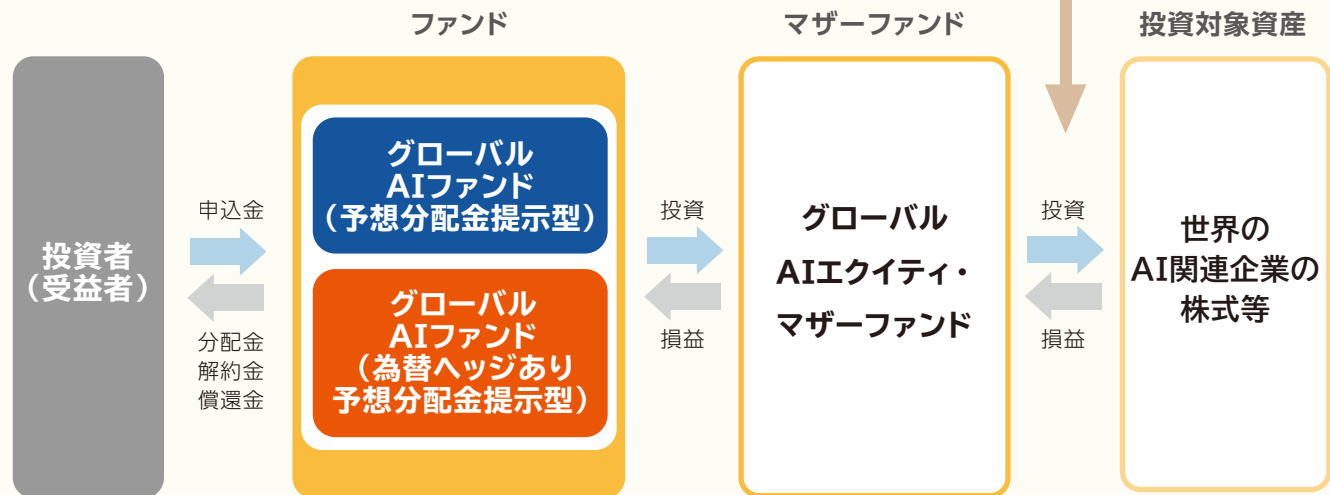 ファンド
マザーファンド
投資対象資産
投資者
（受益者）
申込金
分配金
解約金
償還金
グローバル
AIファンド
（予想分配金提示型）
グローバル
AIファンド
（為替ヘッジあり
予想分配金提示型）
投資
損益
グローバル
AIエクイティ・
マザーファンド
投資
損益
世界の
AI関連企業の
株式等